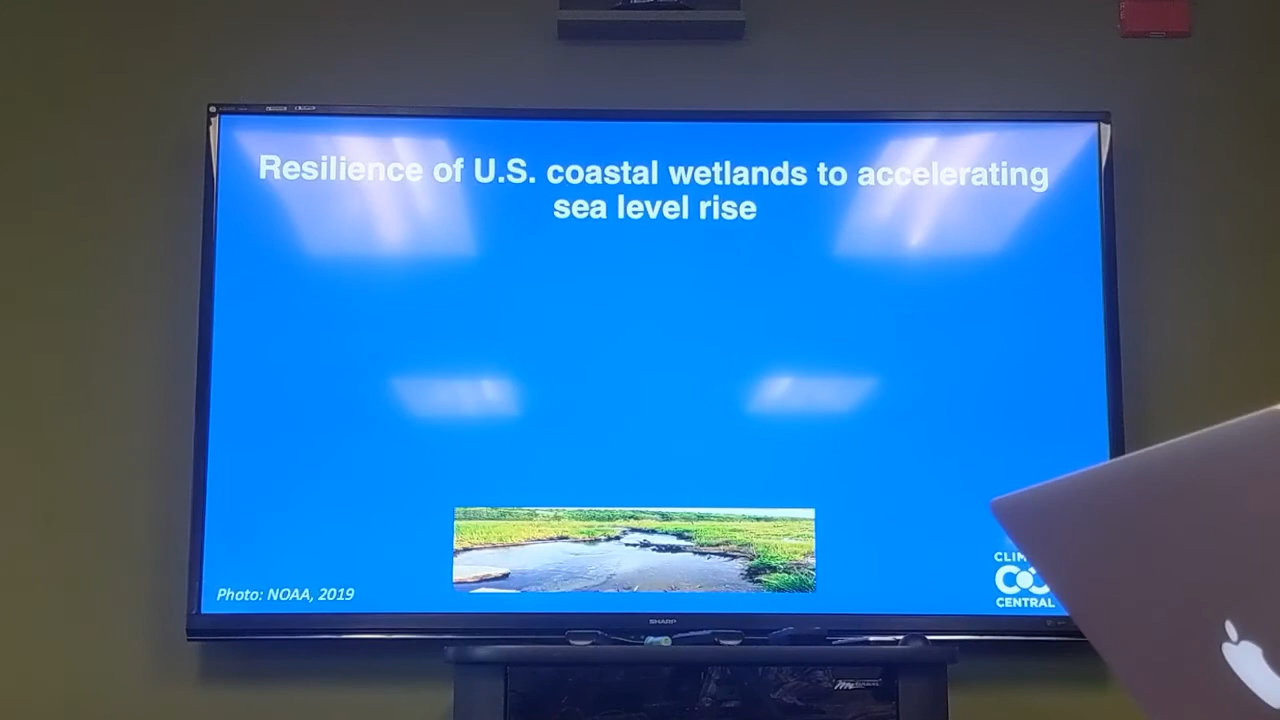 Resilience of U.S. coastal wetlands to accelerating
sea level rise
Photo: NOAA, 2019
CENTRAL
SHARP